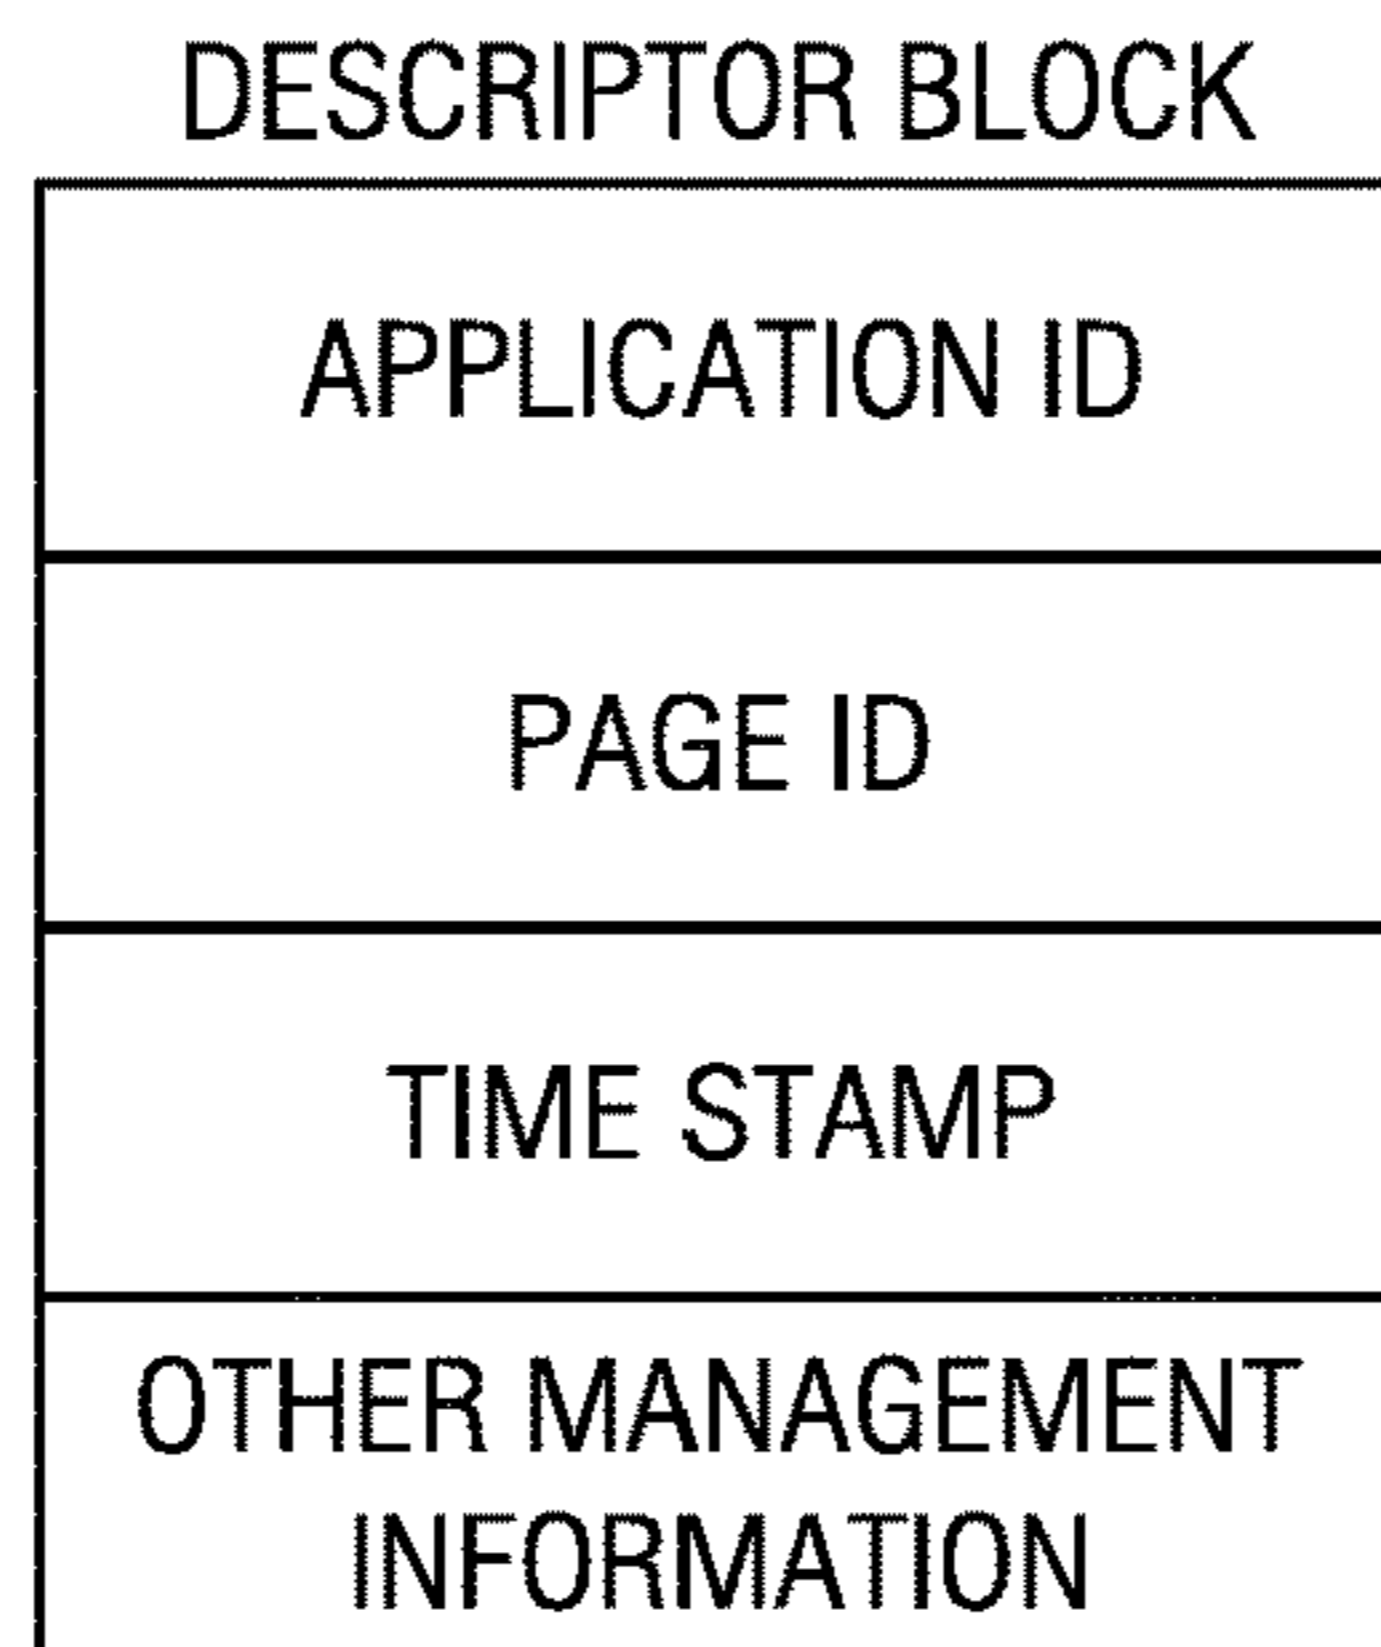 DESCRIPTOR BLOCK
APPLICATION ID
PAGE ID
TIME STAMP
OTHER MANAGEMENT
INFORMATION